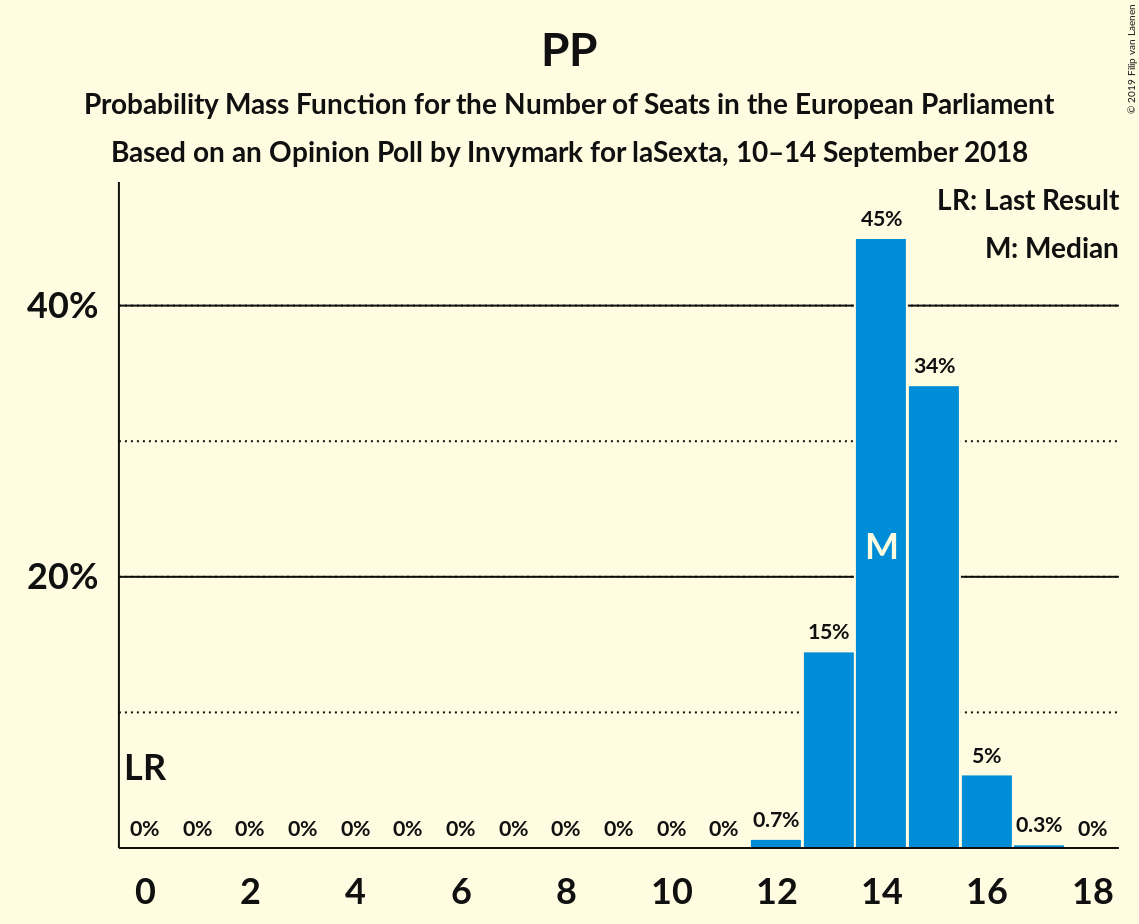 PP
Probability Mass Function for the Number of Seats in the European Parliament
Based on an Opinion Poll by Invymark for laSexta, 10–14 September 2018
© 2019 Filip van Laenen
LR: Last Result
M: Median
45%
40%
34%
M
20%
15%
LR
5%
0% 0% 0% 0% 0% 0% 0% 0% 0% 0% 0% 0% 0.7% 0.3% 0%
0 2 4 6 8 10 12 14 16 18